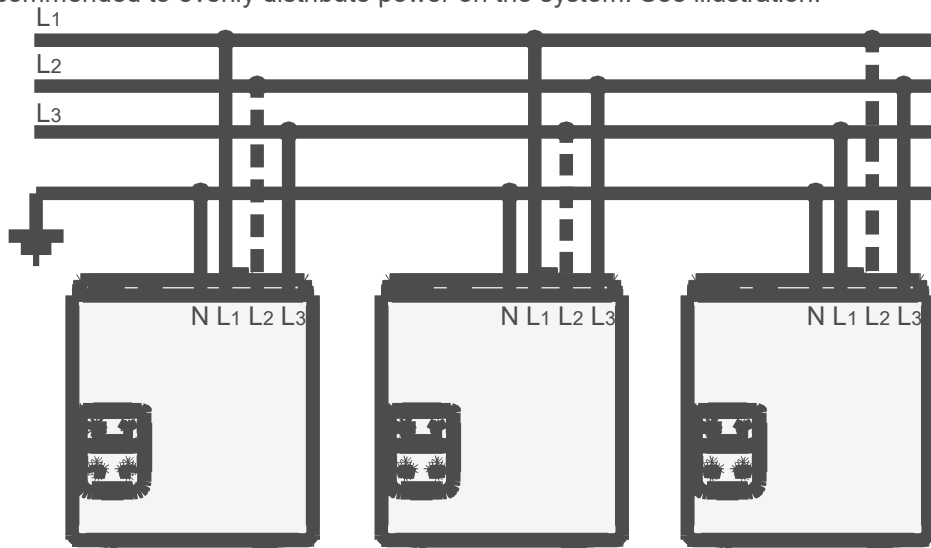 commended to evenly distribute power on the system. See illustration.
L1
L2
L3
N L1 L2 L3 N L1 L2 L3 N L1 L2 L3